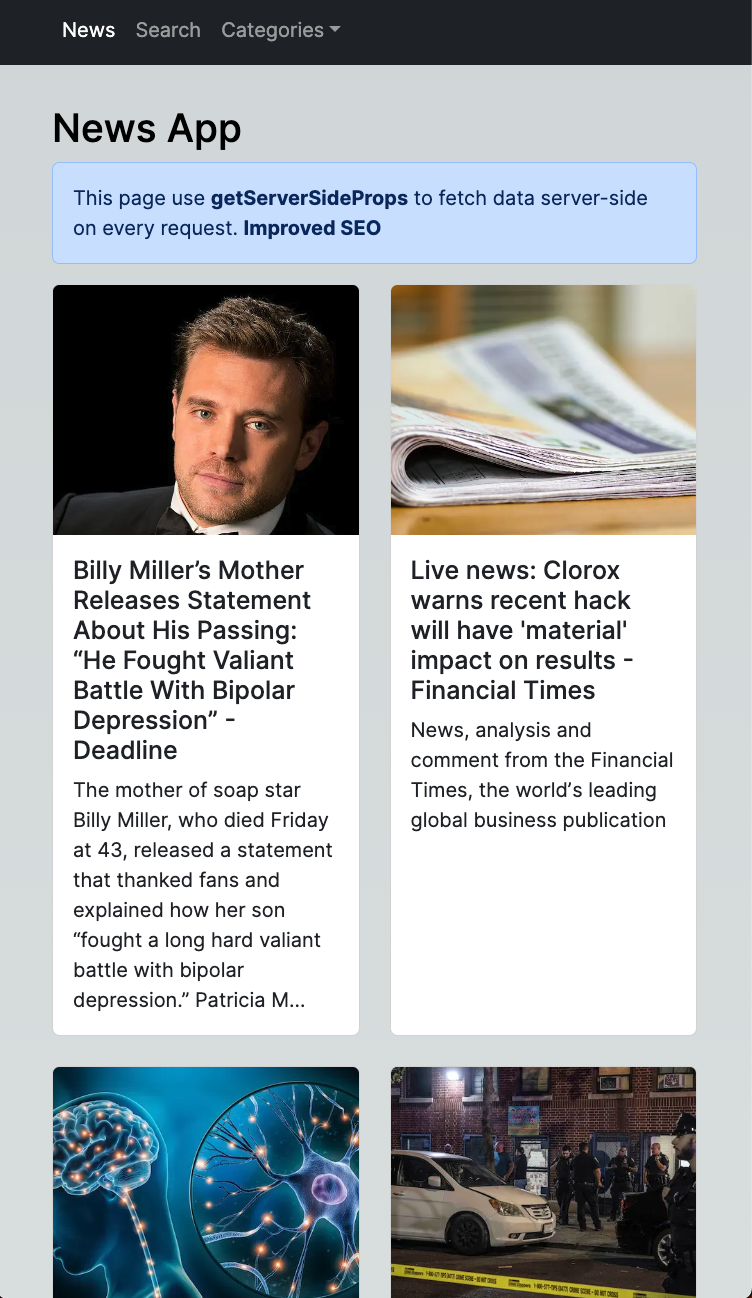 News Search Categories
News App
This page use getServerSideProps to fetch data server-side
on every request. Improved SEO
Billy Miller’s Mother
Releases Statement
About His Passing:
“He Fought Valiant
Battle With Bipolar
Depression” -
Deadline
The mother of soap star
Billy Miller, who died Friday
at 43, released a statement
that thanked fans and
explained how her son
“fought a long hard valiant
battle with bipolar
depression.” Patricia M...
Live news: Clorox
warns recent hack
will have 'material'
impact on results -
Financial Times
News, analysis and
comment from the Financial
Times, the world’s leading
global business publication